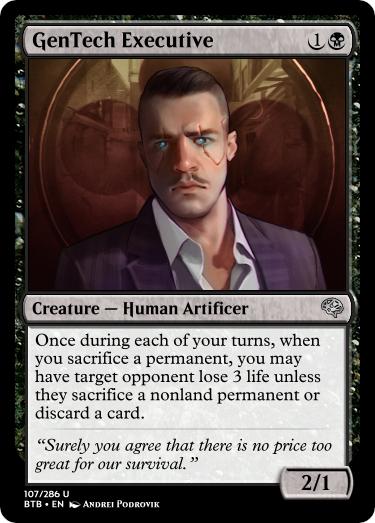 GenTech Executive 1
Creature — Human Artificer
Once during each of your turns, when
you sacrifice a permanent, you may
have target opponent lose 3 life unless
they sacrifice a nonland permanent or
discard a card.
“Surely you agree that there is no price too
great for our survival.”
2/1
107/286 U
BTB • EN Andrei Podrovik